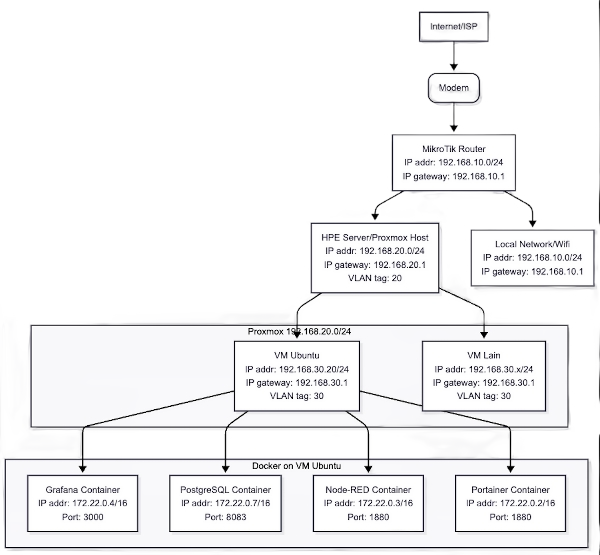 Internet/ISP
Modem
MikroTik Router
IP addr: 192.168.10.0/24
IP gateway: 192.168.10.1
HPE Server/Proxmox Host
IP addr: 192.168.20.0/24
IP gateway: 192.168.20.1
VLAN tag: 20
Local Network/Wifi
IP addr: 192.168.10.0/24
IP gateway: 192.168.10.1
Proxmox 192.168.20.0/24
VM Ubuntu
IP addr: 192.168.30.20/24
IP gateway: 192.168.30.1
VLAN tag: 30
VM Lain
IP addr: 192.168.30.x/24
IP gateway: 192.168.30.1
VLAN tag: 30
Docker on VM Ubuntu
Grafana Container
IP addr: 172.22.0.4/16
Port: 3000
PostgreSQL Container
IP addr: 172.22.0.7/16
Port: 8083
Node-RED Container
IP addr: 172.22.0.3/16
Port: 1880
Portainer Container
IP addr: 172.22.0.2/16
Port: 1880